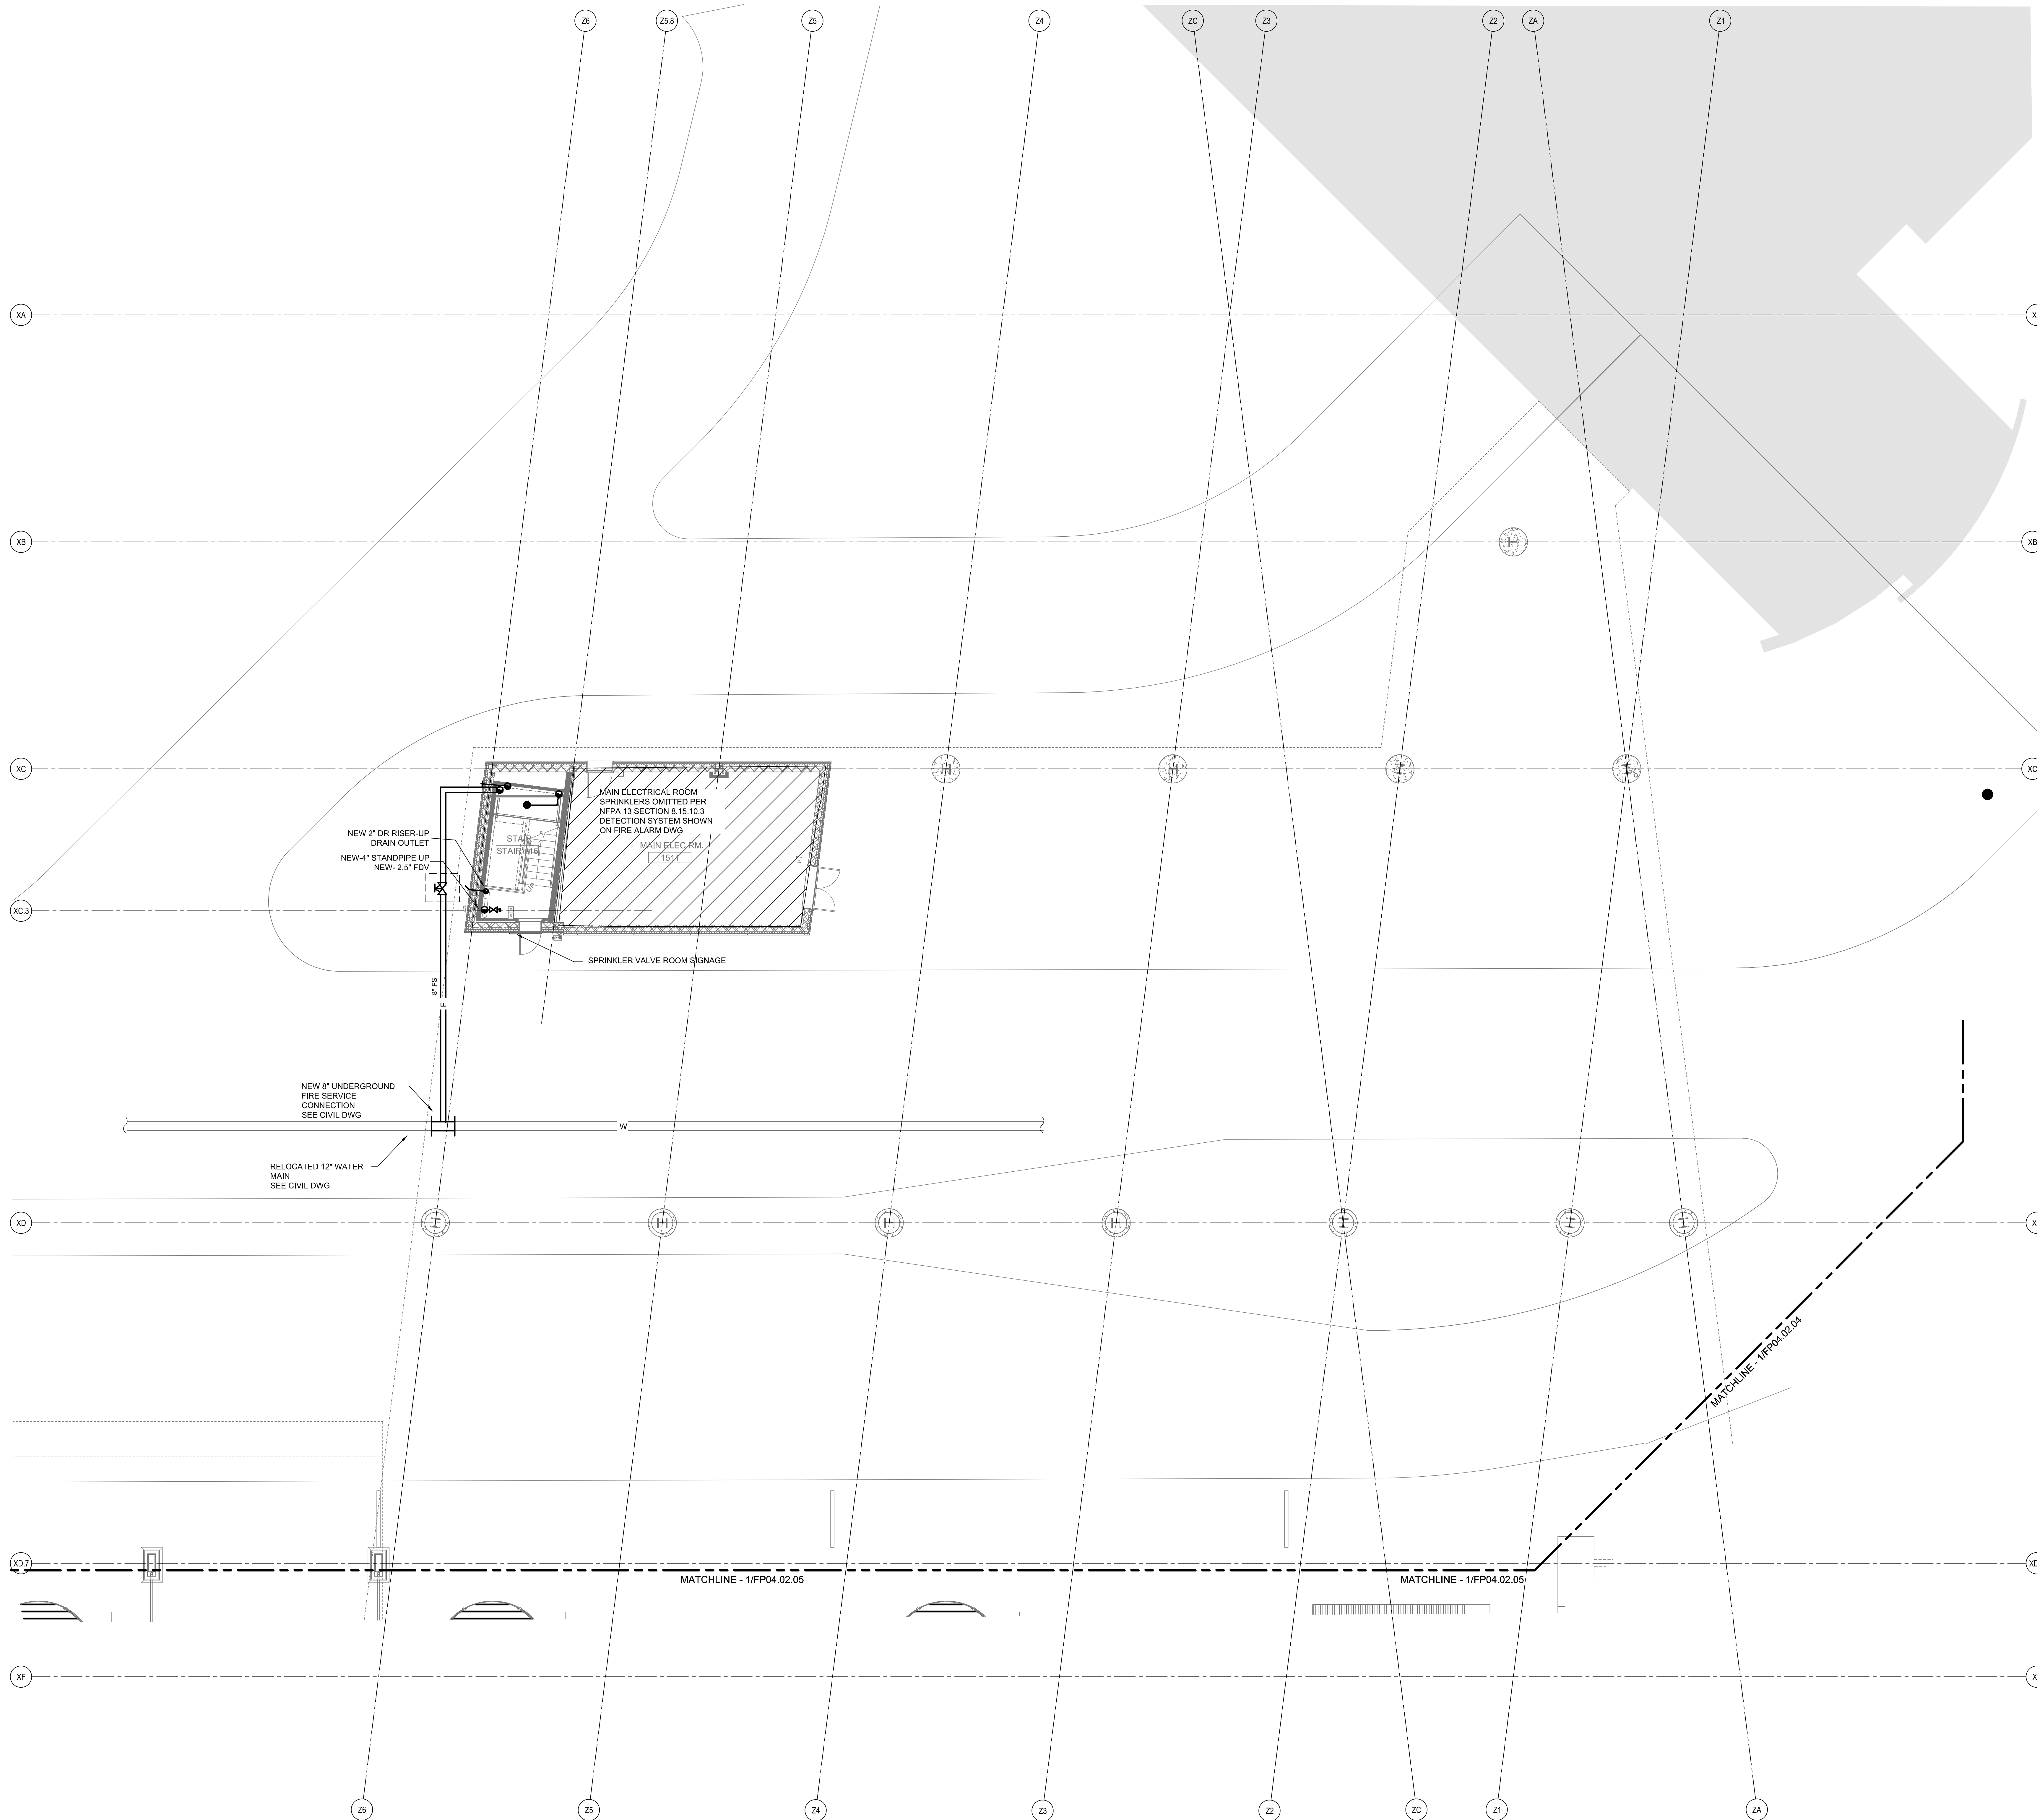 Z6
Z5.8
Z5
Z4
ZC
Z3
Z2
ZA
Z1
XA
X
XB
XB
XC
XC
MAIN ELECTRICAL ROOM
SPRINKLERS OMITTED PER
NFPA 13 SECTION 8.15.10.3
DETECTION SYSTEM SHOWN
ON FIRE ALARM DWG
NEW 2" DR RISER-UP
DRAIN OUTLET
STAIR
STAIR #16
MAIN ELEC RM.
1511
NEW-4" STANDPIPE UP
NEW- 2.5" FDV
UP
XC.3
SPRINKLER VALVE ROOM SIGNAGE
8" FS
F
NEW 8" UNDERGROUND
FIRE SERVICE
CONNECTION
SEE CIVIL DWG
W
RELOCATED 12" WATER
MAIN
SEE CIVIL DWG
XD
X
MATCHLINE - 1/FP04.02.04
XD.7
XD
MATCHLINE - 1/FP04.02.05
MATCHLINE - 1/FP04.02.05
XF
X
Z6
Z5
Z4
Z3
Z2
ZC
Z1
ZA